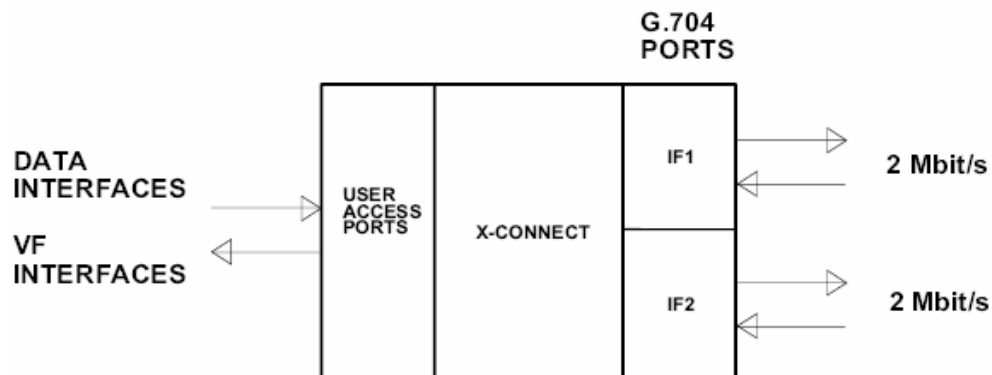 G.704
PORTS
DATA
INTERFACES
VF
INTERFACES
USER
ACCESS
PORTS
X-CONNECT
IF1
IF2
2 Mbit/s
2 Mbit/s